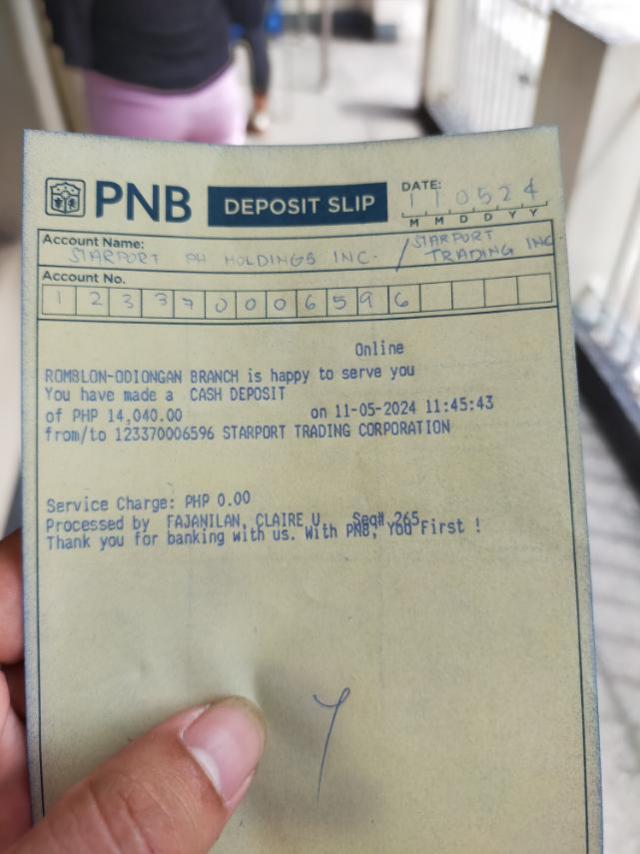 PNB DEPOSIT SLIP DATE: 110524
M M D D Y Y
Account Name:
STARPORT PH HOLDINGS INC. / STARPORT TRADING INC
Account No.
123370006596
Online
ROMBLON-ODIONGAN BRANCH is happy to serve you
You have made a CASH DEPOSIT
of PHP 14,040.00 on 11-05-2024 11:45:43
from/to 123370006596 STARPORT TRADING CORPORATION
Service Charge: PHP 0.00
Processed by FAJANILAN, CLAIRE U Seq# 265
Thank you for banking with us. With PNB, You First !